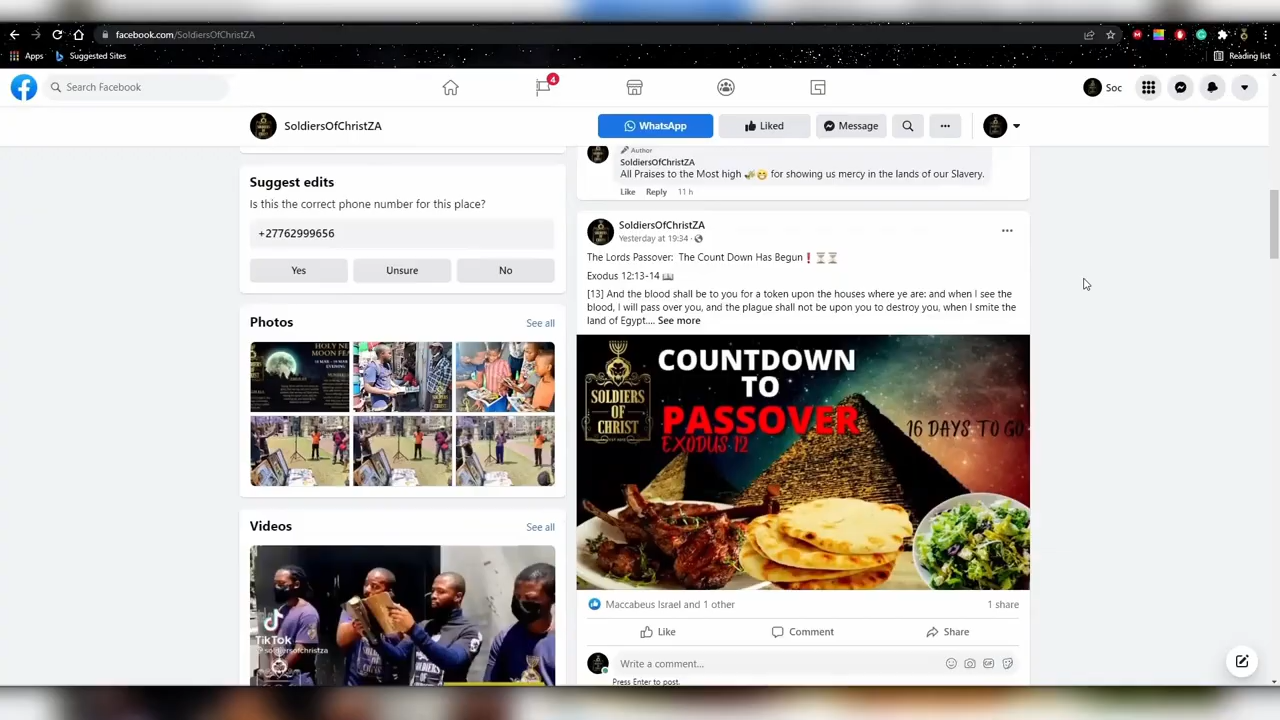 facebook.com/SoldiersOfChristZA
Apps
Suggested Sites
Reading list
Search Facebook
4
Soc
SoldiersOfChristZA
WhatsApp
Liked
Message
Author
SoldiersOfChristZA
All Praises to the Most high for showing us mercy in the lands of our Slavery.
Like Reply 11 h
Suggest edits
Is this the correct phone number for this place?
+27762999656
Yes
Unsure
No
Photos
See all
HOLY NE
MOON FEA
Videos
See all
TikTok
SoldiersOfChristZA
Yesterday at 19:34 ·
The Lords Passover: The Count Down Has Begun❗⏳⏳
Exodus 12:13-14 📖
[13] And the blood shall be to you for a token upon the houses where ye are: and when I see the
blood, I will pass over you, and the plague shall not be upon you to destroy you, when I smite the
land of Egypt.... See more
COUNTDOWN
TO
PASSOVER
EXODUS 12
16 DAYS TO GO
SOLDIERS
OF
CHRIST
Maccabeus Israel and 1 other
1 share
Like
Comment
Share
Write a comment...
Press Enter to post.